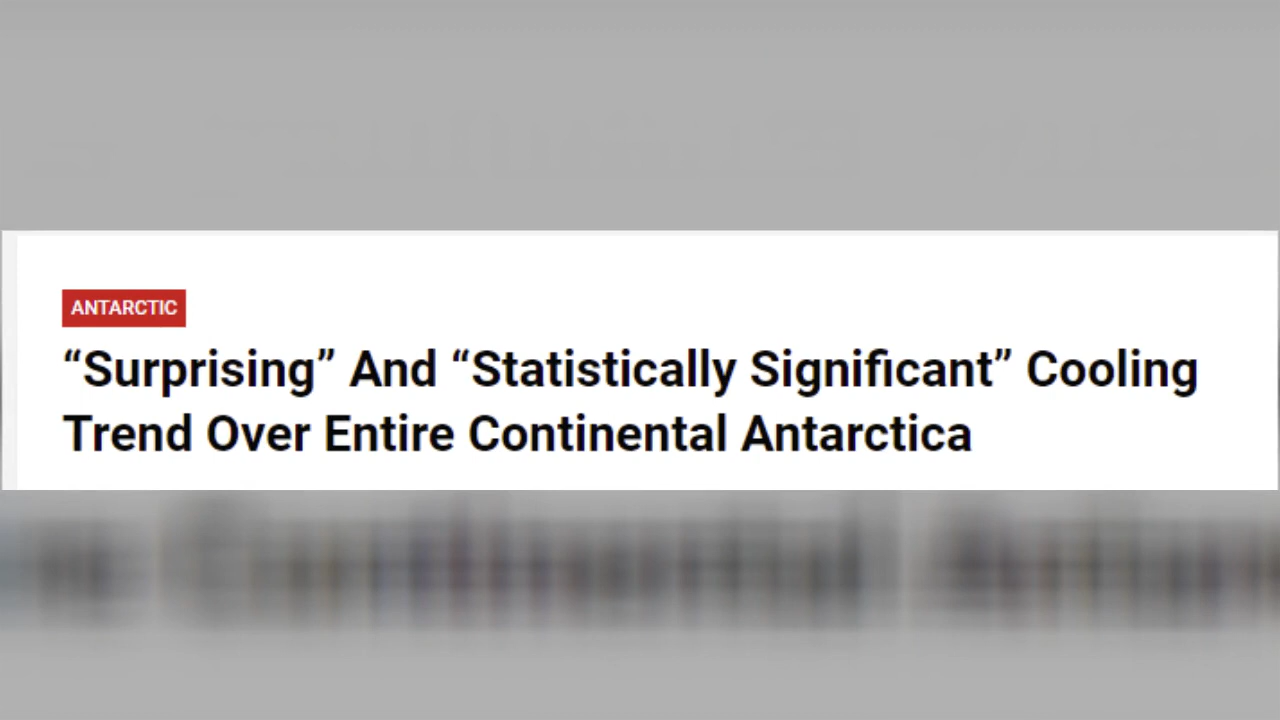 ANTARCTIC
“Surprising” And “Statistically Significant” Cooling
Trend Over Entire Continental Antarctica